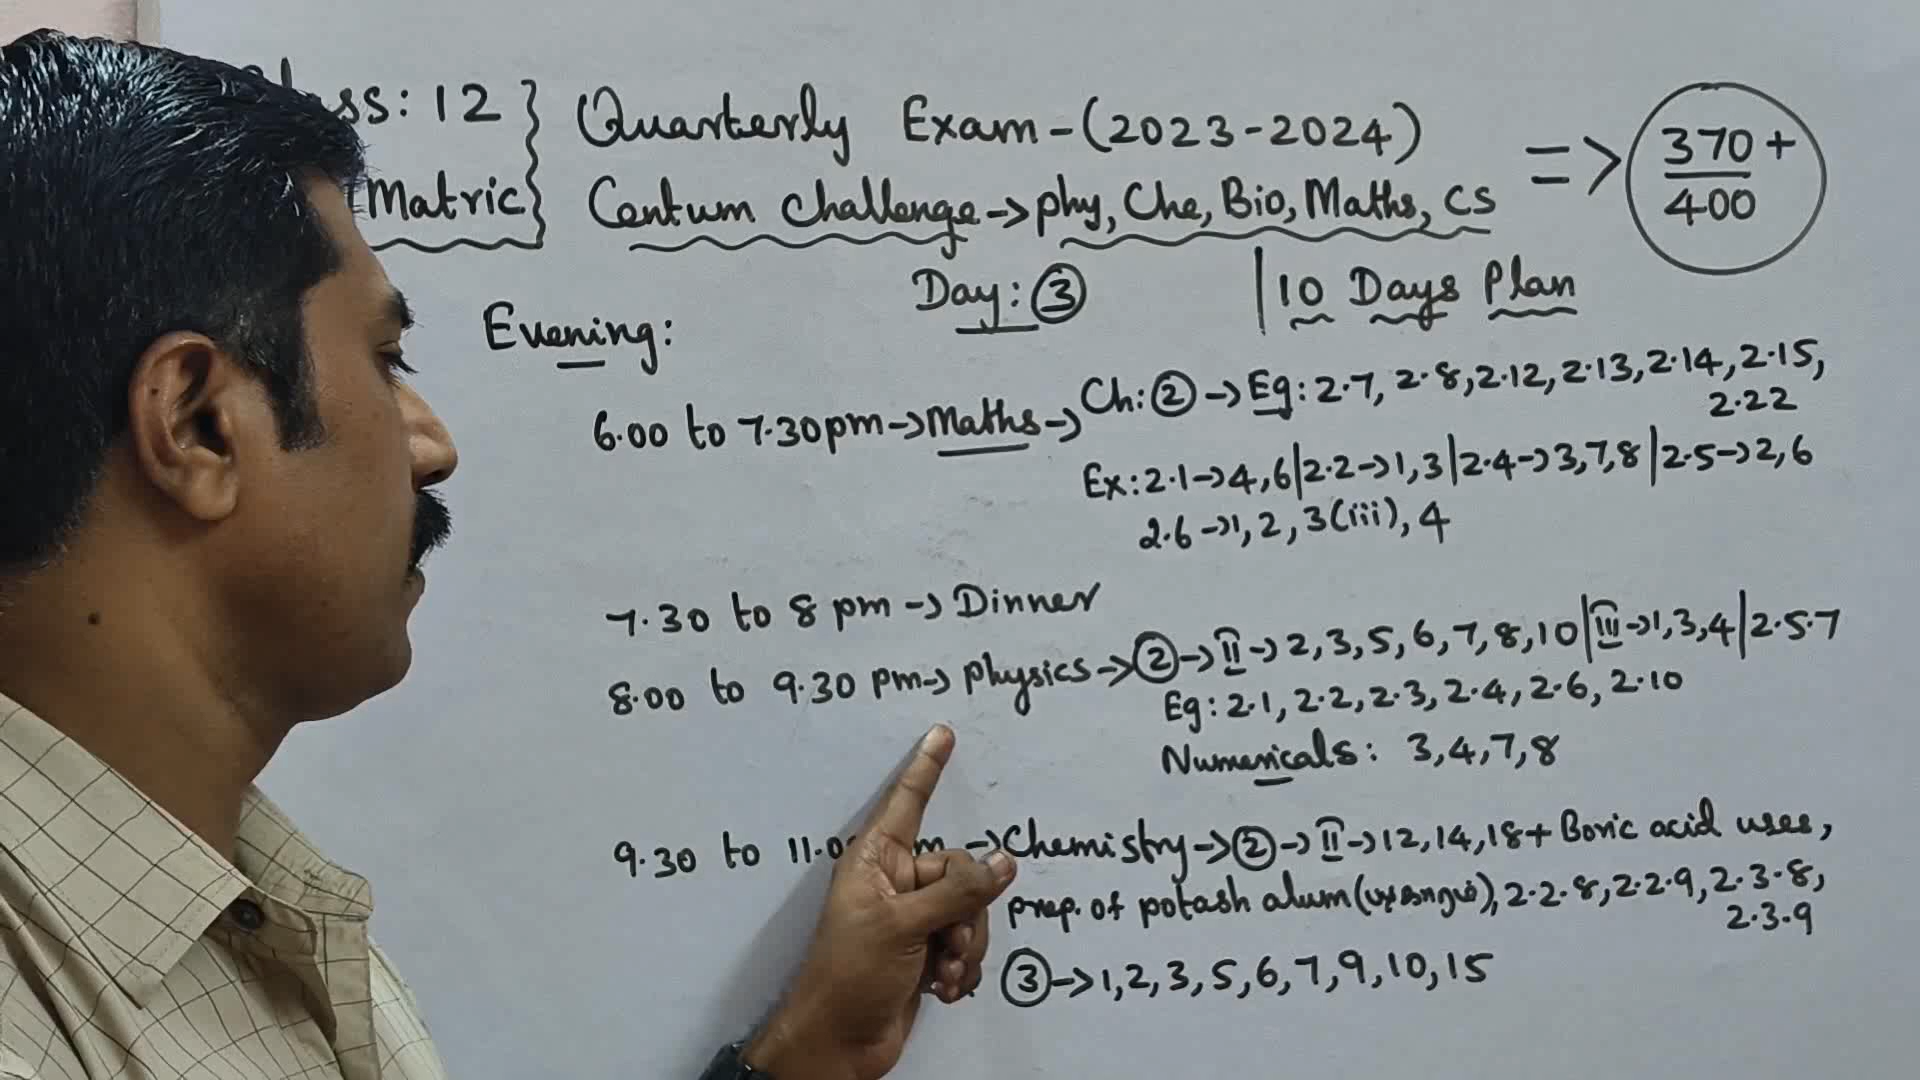 ss: 12 } Quarterly Exam-(2023-2024) => 370+/400
Matric } Centum challenge -> phy, Che, Bio, Maths, CS
Day: ③ | 10 Days Plan
Evening:
6.00 to 7.30pm -> Maths -> Ch: ② -> Eg: 2.7, 2.8, 2.12, 2.13, 2.14, 2.15,
2.22
Ex: 2.1 -> 4, 6 | 2.2 -> 1, 3 | 2.4 -> 3, 7, 8 | 2.5 -> 2, 6
2.6 -> 1, 2, 3(iii), 4
7.30 to 8 pm -> Dinner
8.00 to 9.30 pm -> physics -> ② -> II -> 2, 3, 5, 6, 7, 8, 10 | III -> 1, 3, 4 | 2.5.7
Eg: 2.1, 2.2, 2.3, 2.4, 2.6, 2.10
Numericals: 3, 4, 7, 8
9.30 to 11.0 m -> Chemistry -> ② -> II -> 12, 14, 18 + Boric acid uses,
prep. of potash alum (படிகாரம்), 2.2.8, 2.2.9, 2.3.8,
2.3.9
③ -> 1, 2, 3, 5, 6, 7, 9, 10, 15